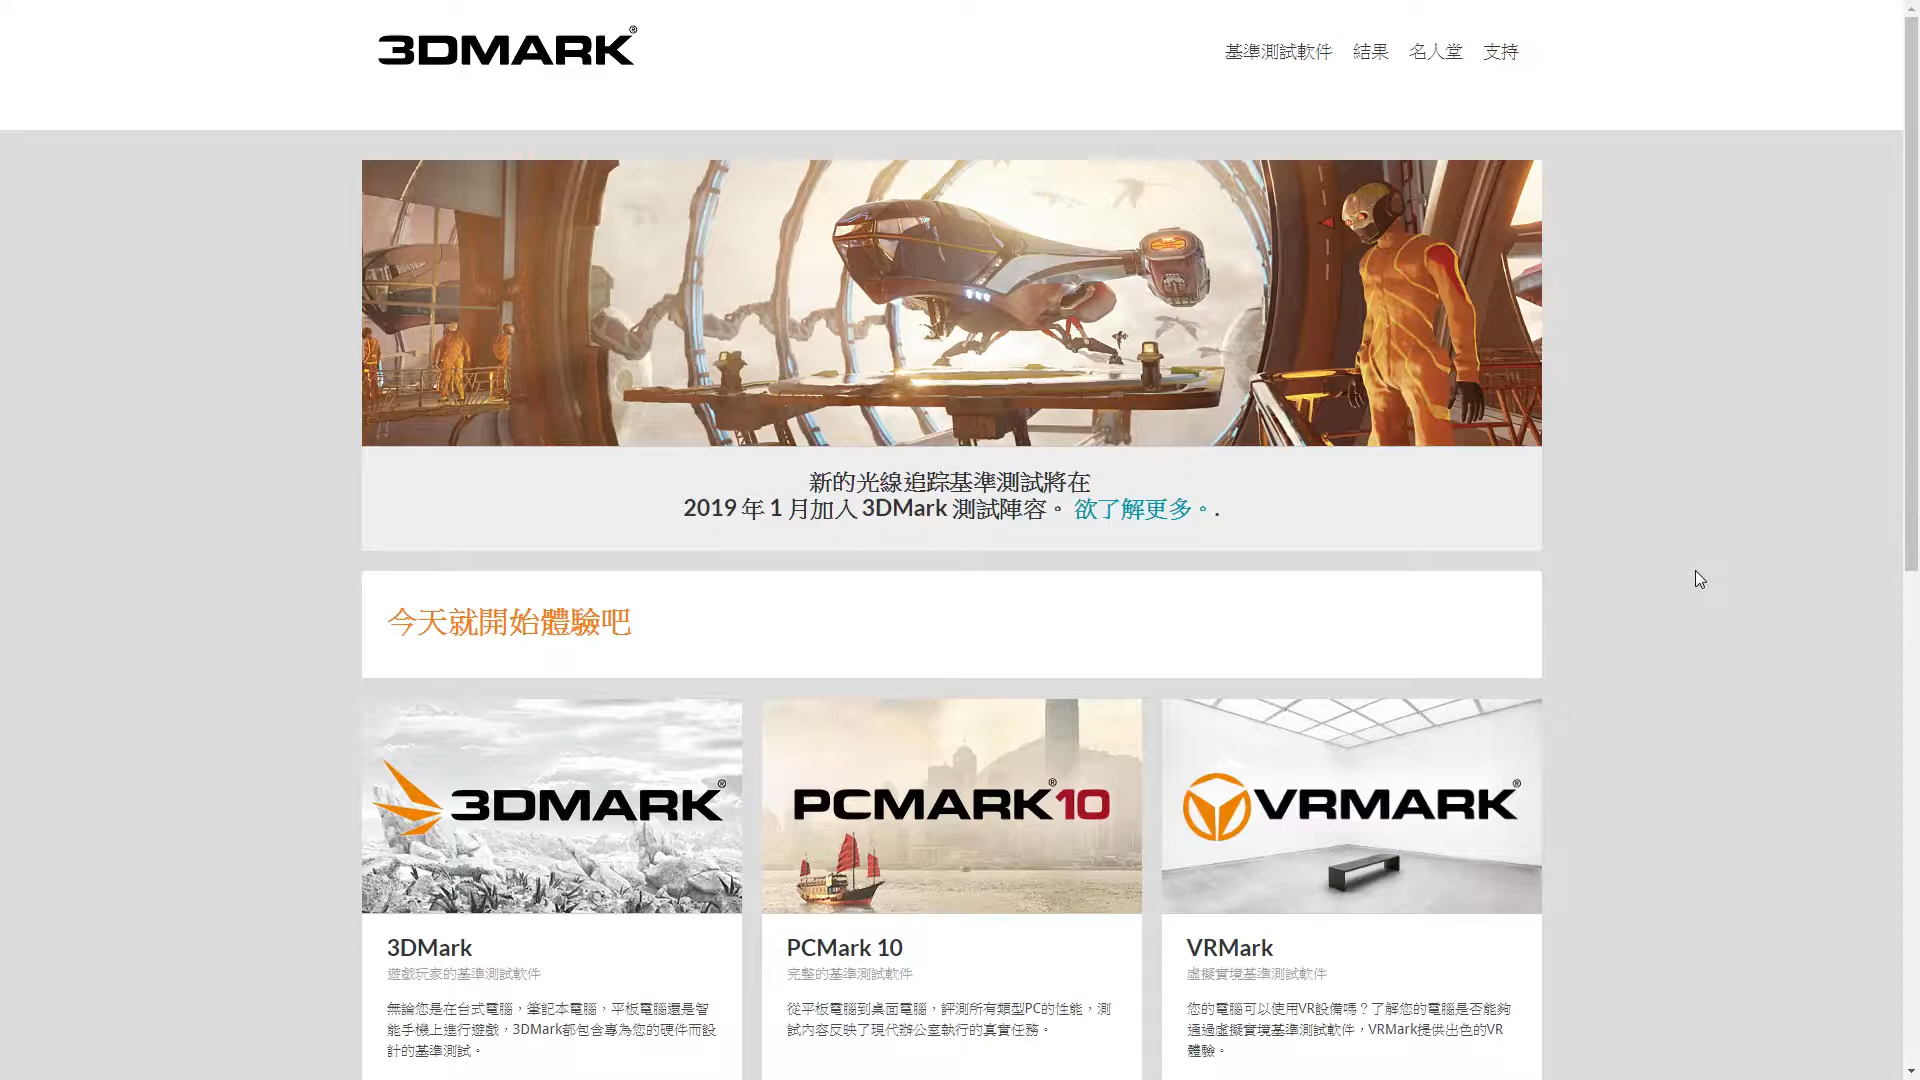 3DMARK®
基準測試軟件 結果 名人堂 支持
新的光線追踪基準測試將在
2019 年 1 月加入 3DMark 測試陣容。 欲了解更多。.
今天就開始體驗吧
3DMARK®
PCMARK®10
VRMARK®
3DMark
遊戲玩家的基準測試軟件
無論您是在台式電腦，筆記本電腦，平板電腦還是智
能手機上進行遊戲，3DMark都包含專為您的硬件而設
計的基準測試。
PCMark 10
完整的基準測試軟件
從平板電腦到桌面電腦，評測所有類型PC的性能，測
試內容反映了現代辦公室執行的真實任務。
VRMark
虛擬實境基準測試軟件
您的電腦可以使用VR設備嗎？了解您的電腦是否能夠
通過虛擬實境基準測試軟件，VRMark提供出色的VR
體驗。